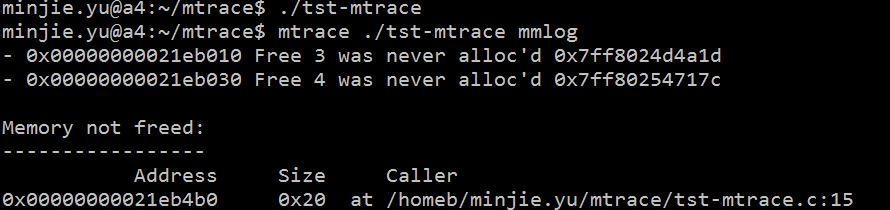 minjie.yu@a4:~/mtrace$ ./tst-mtrace
minjie.yu@a4:~/mtrace$ mtrace ./tst-mtrace mmlog
- 0x00000000021eb010 Free 3 was never alloc'd 0x7ff8024d4a1d
- 0x00000000021eb030 Free 4 was never alloc'd 0x7ff80254717c
Memory not freed:
-----------------
Address Size Caller
0x00000000021eb4b0 0x20 at /homeb/minjie.yu/mtrace/tst-mtrace.c:15